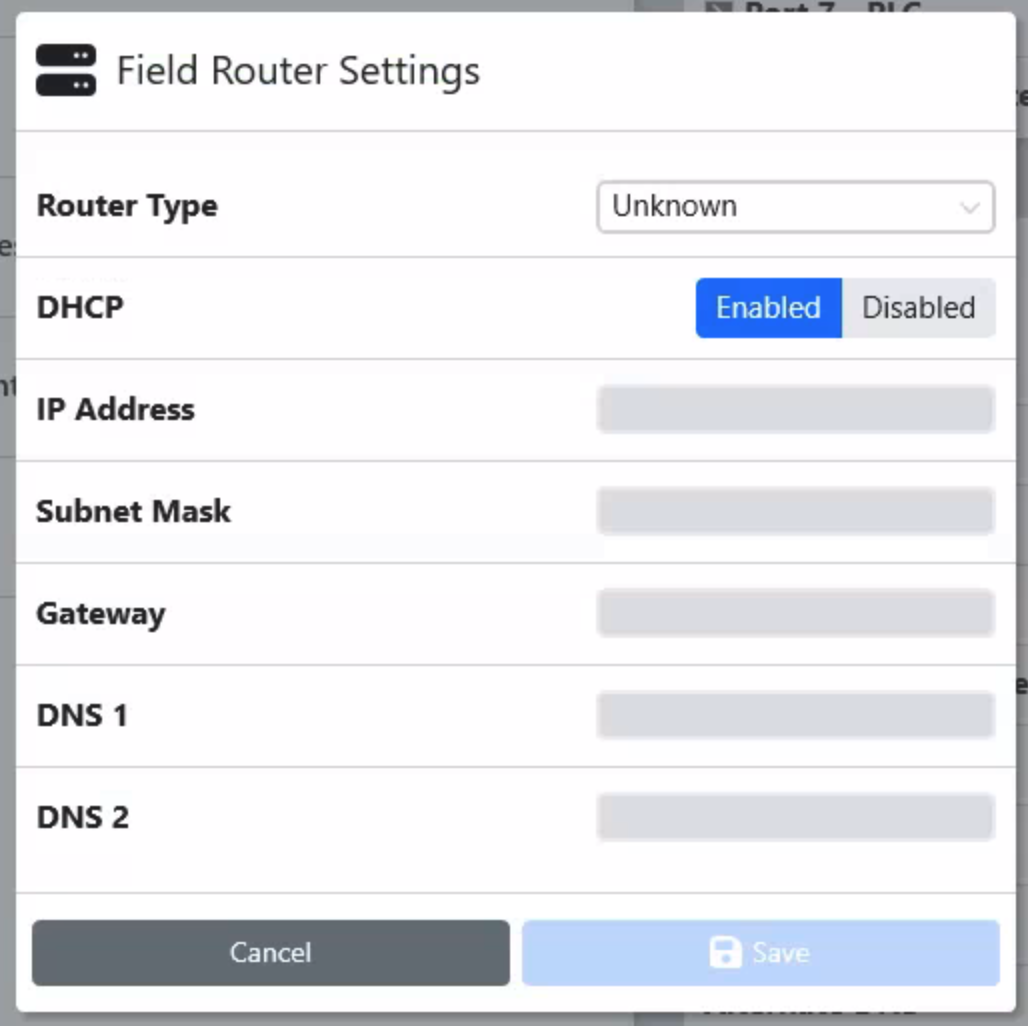 Field Router Settings
Router Type
Unknown
DHCP
Enabled
Disabled
IP Address
Subnet Mask
Gateway
DNS 1
DNS 2
Cancel
Save